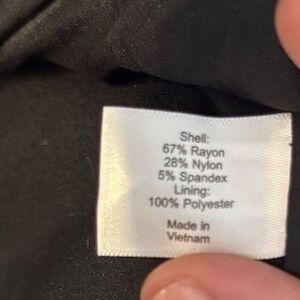 Shell:
67% Rayon
28% Nylon
5% Spandex
Lining:
100% Polyester
Made in
Vietnam